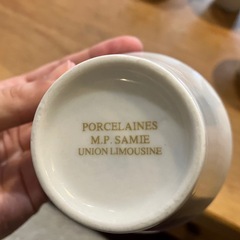 PORCELAINES
M.P. SAMIE
UNION LIMOUSINE